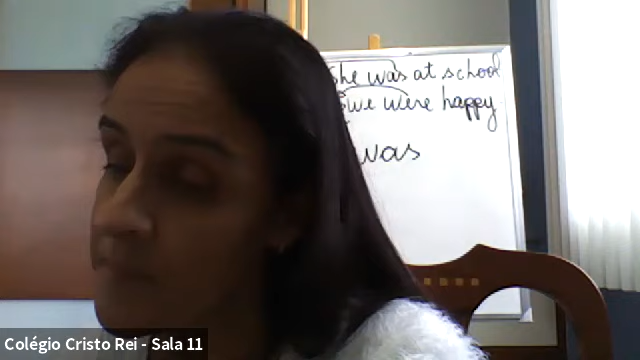 she was at school
we were happy
was
Colégio Cristo Rei - Sala 11